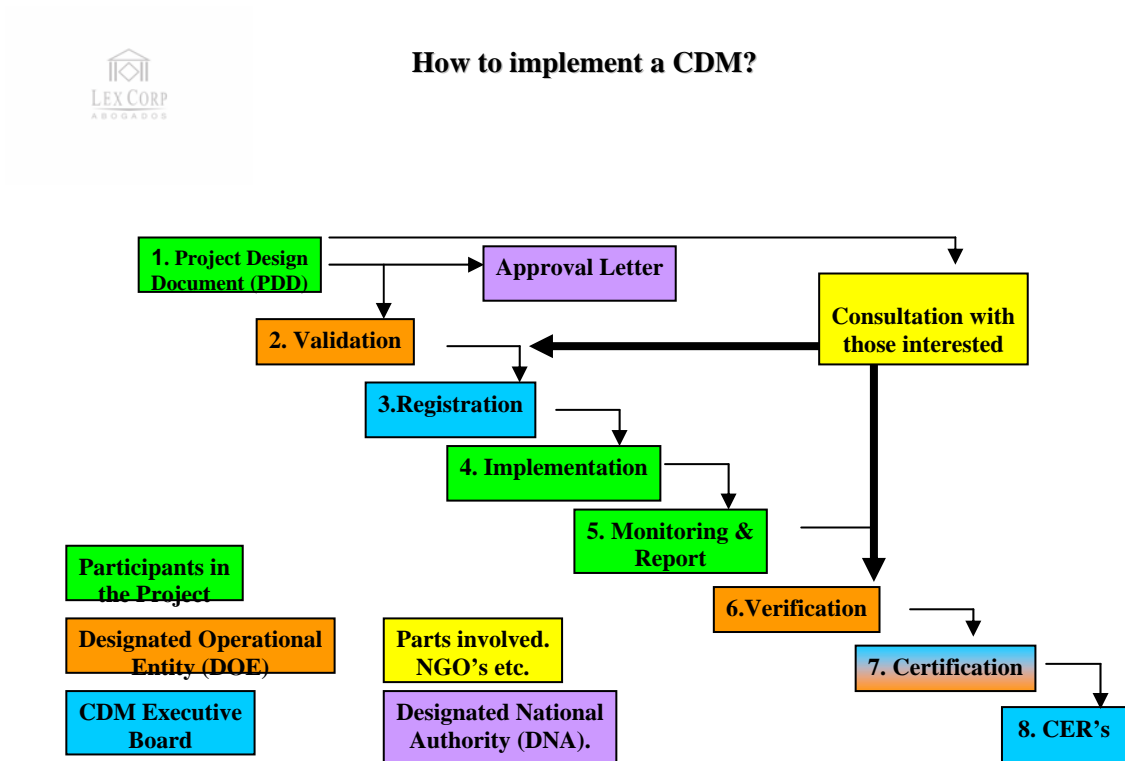 LEX CORP
ABOGADOS
How to implement a CDM?
1. Project Design
Document (PDD)
Approval Letter
Consultation with
those interested
2. Validation
3.Registration
4. Implementation
5. Monitoring &
Report
6.Verification
7. Certification
8. CER's
Participants in
the Project
Designated Operational
Entity (DOE)
CDM Executive
Board
Parts involved.
NGO's etc.
Designated National
Authority (DNA).